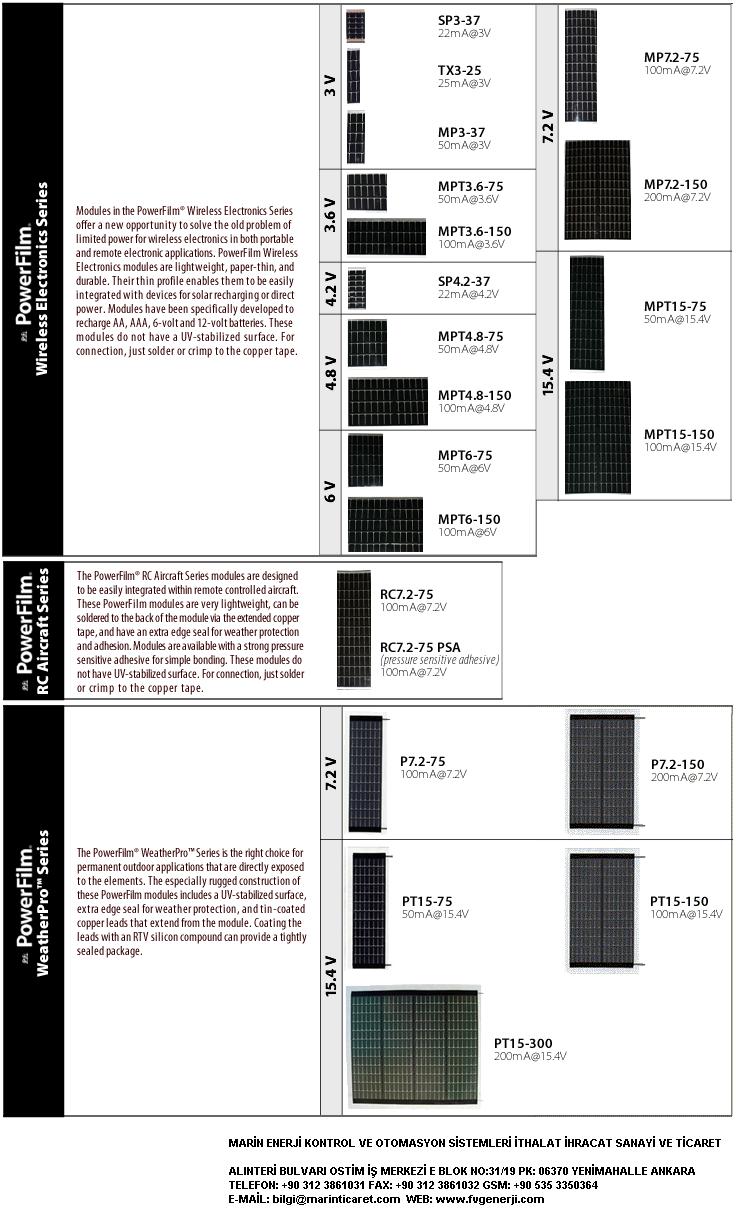 PowerFilm®
Wireless Electronics Series
Modules in the PowerFilm® Wireless Electronics Series
offer a new opportunity to solve the old problem of
limited power for wireless electronics in both portable
and remote electronic applications. PowerFilm Wireless
Electronics modules are lightweight, paper-thin, and
durable. Their thin profile enables them to be easily
integrated with devices for solar recharging or direct
power. Modules have been specifically developed to
recharge AA, AAA, 6-volt and 12-volt batteries. These
modules do not have a UV-stabilized surface. For
connection, just solder or crimp to the copper tape.
3 V
SP3-37
22mA@3V
TX3-25
25mA@3V
MP3-37
50mA@3V
3.6 V
MPT3.6-75
50mA@3.6V
MPT3.6-150
100mA@3.6V
4.2 V
SP4.2-37
22mA@4.2V
4.8 V
MPT4.8-75
50mA@4.8V
MPT4.8-150
100mA@4.8V
6 V
MPT6-75
50mA@6V
MPT6-150
100mA@6V
7.2 V
MP7.2-75
100mA@7.2V
MP7.2-150
200mA@7.2V
15.4 V
MPT15-75
50mA@15.4V
MPT15-150
100mA@15.4V
PowerFilm®
RC Aircraft Series
The PowerFilm® RC Aircraft Series modules are designed
to be easily integrated within remote controlled aircraft.
These PowerFilm modules are very lightweight, can be
soldered to the back of the module via the extended copper
tape, and have an extra edge seal for weather protection
and adhesion. Modules are available with a strong pressure
sensitive adhesive for simple bonding. These modules do
not have UV-stabilized surface. For connection, just solder
or crimp to the copper tape.
RC7.2-75
100mA@7.2V
RC7.2-75 PSA
(pressure sensitive adhesive)
100mA@7.2V
PowerFilm®
WeatherPro™ Series
The PowerFilm® WeatherPro™ Series is the right choice for
permanent outdoor applications that are directly exposed
to the elements. The especially rugged construction of
these PowerFilm modules includes a UV-stabilized surface,
extra edge seal for weather protection, and tin-coated
copper leads that extend from the module. Coating the
leads with an RTV silicon compound can provide a tightly
sealed package.
7.2 V
P7.2-75
100mA@7.2V
P7.2-150
200mA@7.2V
15.4 V
PT15-75
50mA@15.4V
PT15-150
100mA@15.4V
PT15-300
200mA@15.4V
MARİN ENERJİ KONTROL VE OTOMASYON SİSTEMLERİ İTHALAT İHRACAT SANAYİ VE TİCARET
ALINTERİ BULVARI OSTİM İŞ MERKEZİ E BLOK NO:31/19 PK: 06370 YENİMAHALLE ANKARA
TELEFON: +90 312 3861031 FAX: +90 312 3861032 GSM: +90 535 3350364
E-MAİL: bilgi@marinticaret.com WEB: www.fvgenerji.com